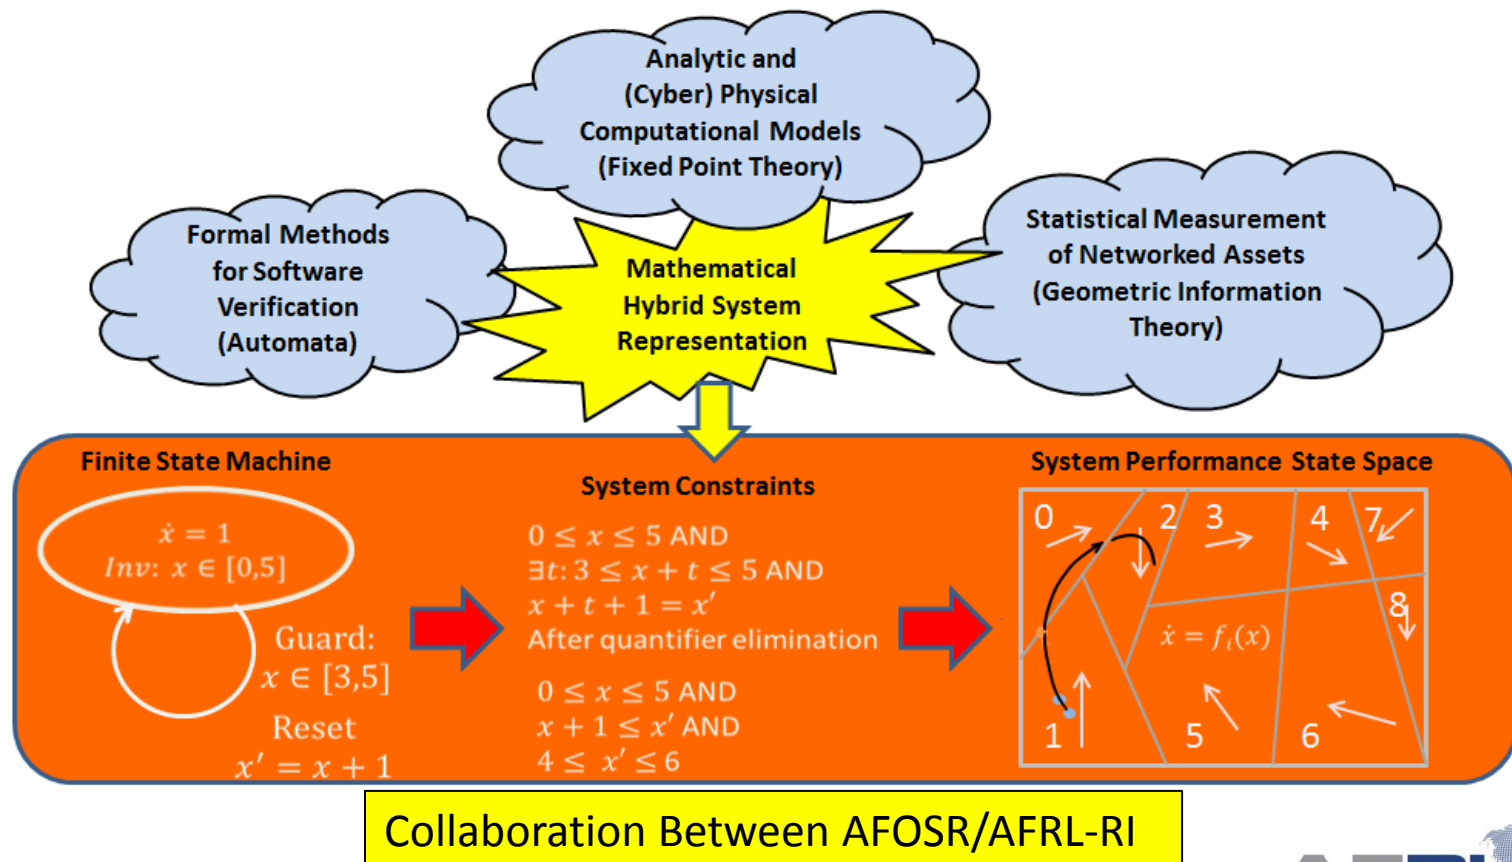 Analytic and
(Cyber) Physical
Computational Models
(Fixed Point Theory)
Formal Methods
for Software
Verification
(Automata)
Mathematical
Hybrid System
Representation
Statistical Measurement
of Networked Assets
(Geometric Information
Theory)
Finite State Machine
ẋ = 1
Inv: x ∈ [0,5]
Guard:
x ∈ [3,5]
Reset
x′ = x + 1
System Constraints
0 ≤ x ≤ 5 AND
∃t: 3 ≤ x + t ≤ 5 AND
x + t + 1 = x′
After quantifier elimination
0 ≤ x ≤ 5 AND
x + 1 ≤ x′ AND
4 ≤ x′ ≤ 6
System Performance State Space
0 2 3 4 7
8
ẋ = fᵢ(x)
1 5 6
Collaboration Between AFOSR/AFRL-RI